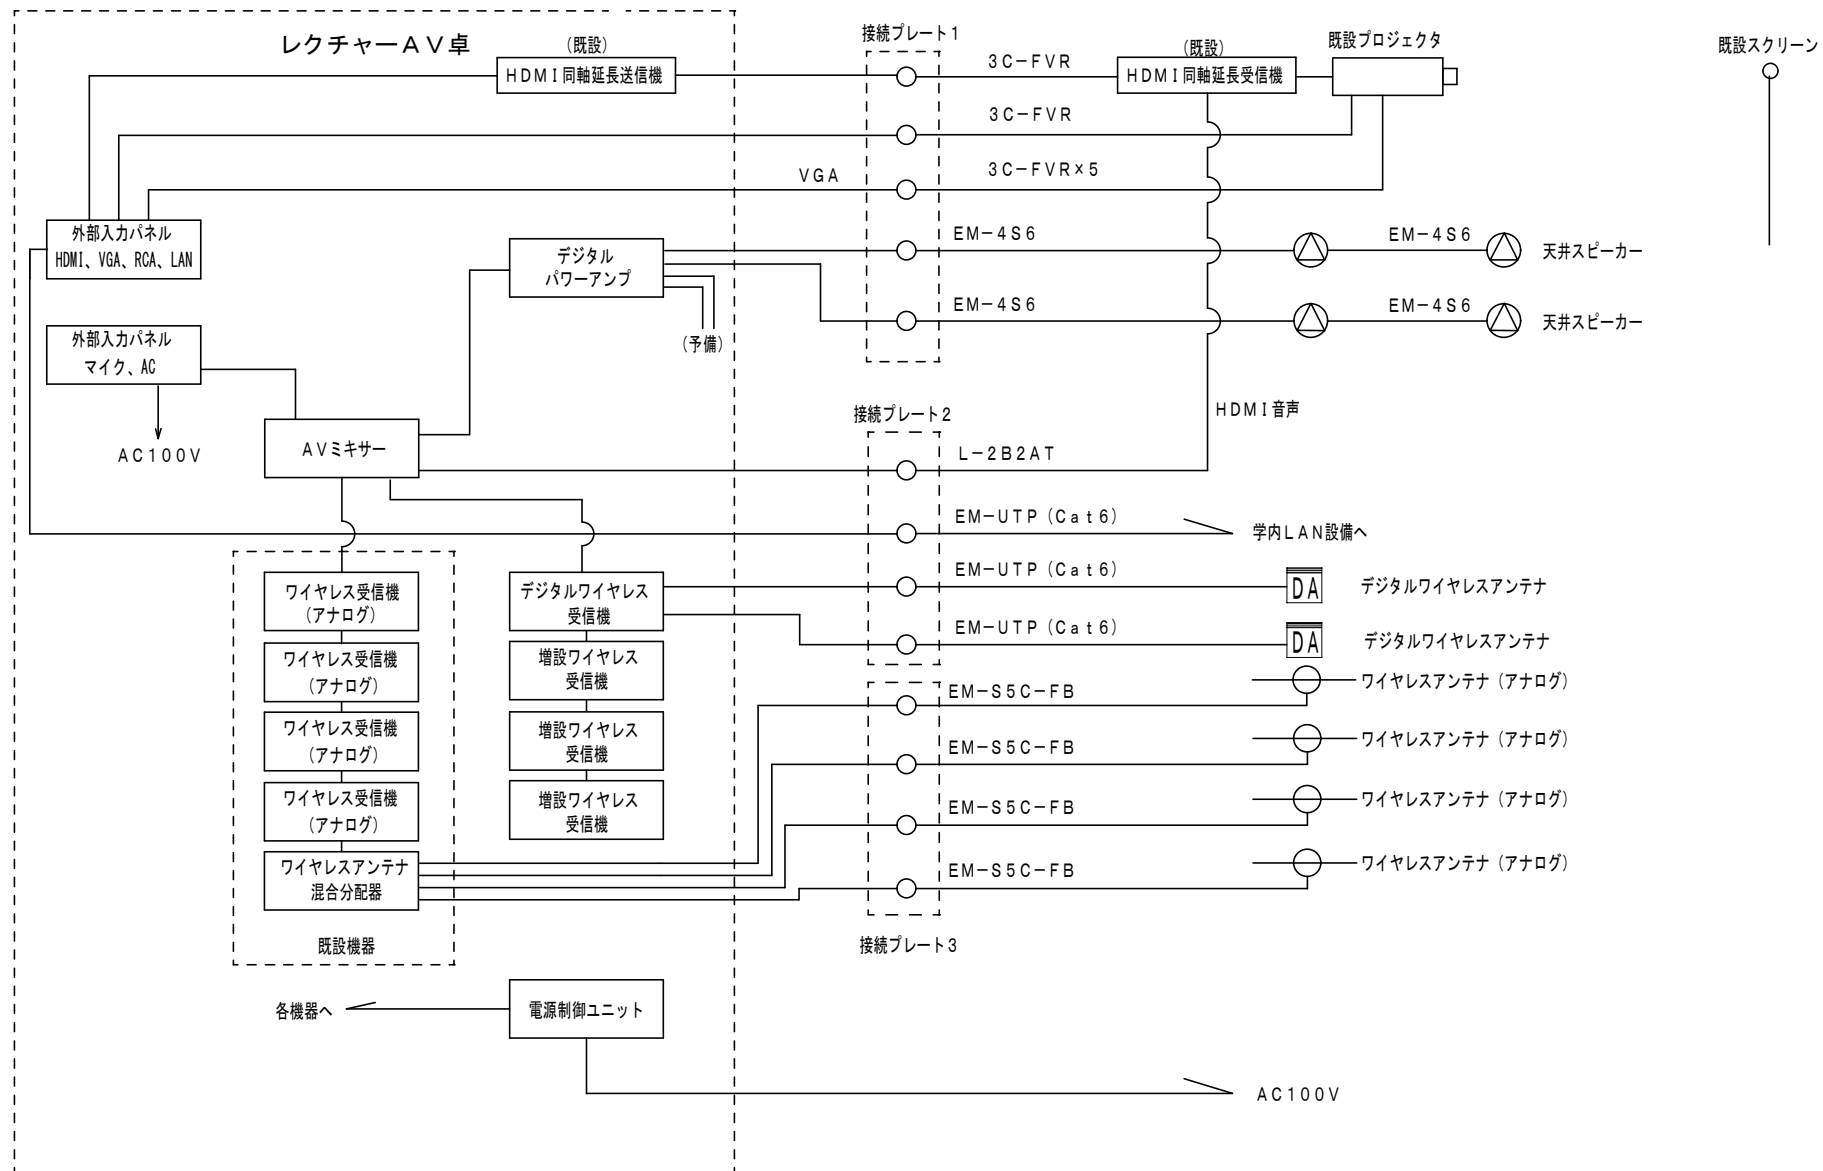 レクチャーＡＶ卓
(既設)
ＨＤＭＩ同軸延長送信機
接続プレート１
３Ｃ－ＦＶＲ
(既設)
ＨＤＭＩ同軸延長受信機
既設プロジェクタ
既設スクリーン
３Ｃ－ＦＶＲ
ＶＧＡ
３Ｃ－ＦＶＲ×５
外部入力パネル
HDMI、VGA、RCA、LAN
デジタル
パワーアンプ
ＥＭ－４Ｓ６
ＥＭ－４Ｓ６
天井スピーカー
ＥＭ－４Ｓ６
ＥＭ－４Ｓ６
天井スピーカー
(予備)
外部入力パネル
マイク、AC
ＡＣ１００Ｖ
ＡＶミキサー
接続プレート２
ＨＤＭＩ音声
Ｌ－２Ｂ２ＡＴ
ＥＭ－ＵＴＰ（Ｃａｔ６）
学内ＬＡＮ設備へ
ＥＭ－ＵＴＰ（Ｃａｔ６）
DA
デジタルワイヤレスアンテナ
ＥＭ－ＵＴＰ（Ｃａｔ６）
DA
デジタルワイヤレスアンテナ
ワイヤレス受信機
(アナログ)
ワイヤレス受信機
(アナログ)
ワイヤレス受信機
(アナログ)
ワイヤレス受信機
(アナログ)
ワイヤレスアンテナ
混合分配器
既設機器
デジタルワイヤレス
受信機
増設ワイヤレス
受信機
増設ワイヤレス
受信機
増設ワイヤレス
受信機
ＥＭ－Ｓ５Ｃ－ＦＢ
ワイヤレスアンテナ（アナログ）
ＥＭ－Ｓ５Ｃ－ＦＢ
ワイヤレスアンテナ（アナログ）
ＥＭ－Ｓ５Ｃ－ＦＢ
ワイヤレスアンテナ（アナログ）
ＥＭ－Ｓ５Ｃ－ＦＢ
ワイヤレスアンテナ（アナログ）
接続プレート３
各機器へ
電源制御ユニット
ＡＣ１００Ｖ